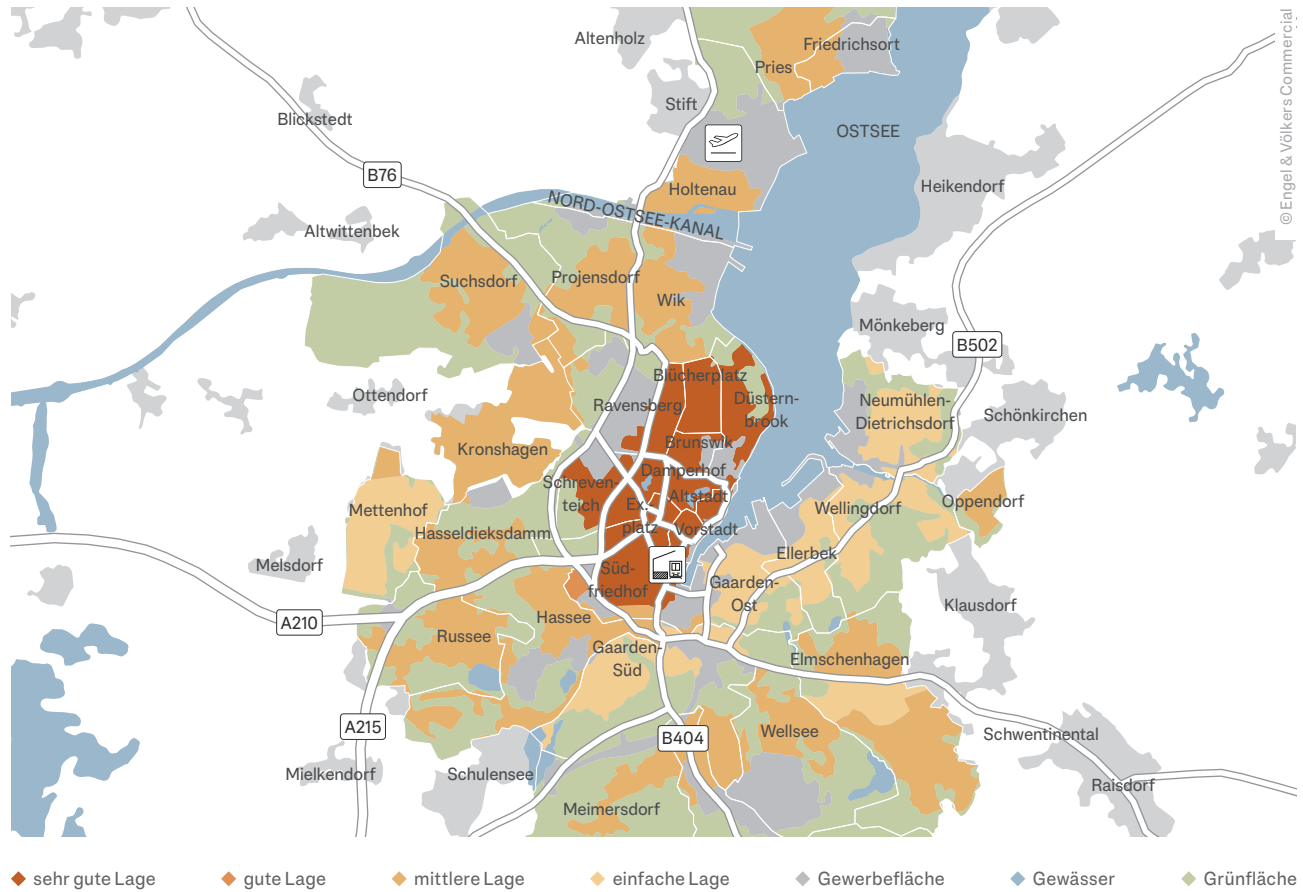 Altenholz
Friedrichsort
Pries
© Engel & Völkers Commercial
Stift
Blickstedt
OSTSEE
B76
Heikendorf
Holtenau
NORD-OSTSEE-KANAL
Altwittenbek
Suchsdorf
Projensdorf
Wik
Mönkeberg
B502
Blücherplatz
Ottendorf
Ravensberg
Düstern-
brook
Neumühlen-
Dietrichsdorf
Schönkirchen
Kronshagen
Brunswik
Damperhof
Schreven-
teich
Altstadt
Ex.
platz
Vorstadt
Mettenhof
Hasseldieksdamm
Wellingdorf
Oppendorf
Melsdorf
Ellerbek
Süd-
friedhof
Gaarden-
Ost
Klausdorf
A210
Hassee
Russee
Gaarden-
Süd
Elmschenhagen
A215
B404
Wellsee
Schwentinental
Mielkendorf
Schulensee
Raisdorf
Meimersdorf
sehr gute Lage
gute Lage
mittlere Lage
einfache Lage
Gewerbefläche
Gewässer
Grünfläche